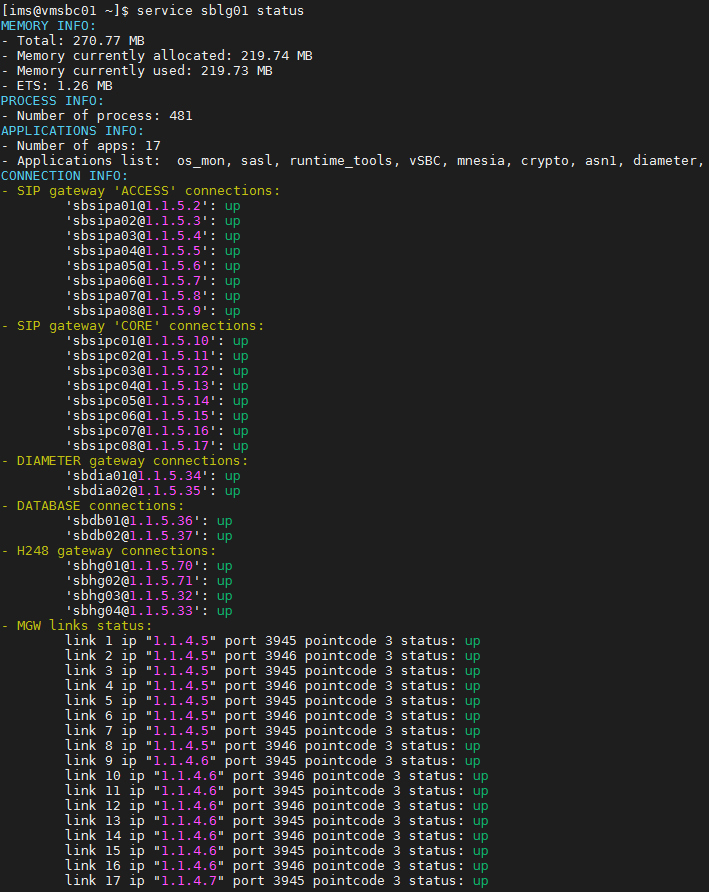 [ims@vmsbc01 ~]$ service sblg01 status
MEMORY INFO:
- Total: 270.77 MB
- Memory currently allocated: 219.74 MB
- Memory currently used: 219.73 MB
- ETS: 1.26 MB
PROCESS INFO:
- Number of process: 481
APPLICATIONS INFO:
- Number of apps: 17
- Applications list:  os_mon, sasl, runtime_tools, vSBC, mnesia, crypto, asn1, diameter,
CONNECTION INFO:
- SIP gateway 'ACCESS' connections:
        'sbsipa01@1.1.5.2': up
        'sbsipa02@1.1.5.3': up
        'sbsipa03@1.1.5.4': up
        'sbsipa04@1.1.5.5': up
        'sbsipa05@1.1.5.6': up
        'sbsipa06@1.1.5.7': up
        'sbsipa07@1.1.5.8': up
        'sbsipa08@1.1.5.9': up
- SIP gateway 'CORE' connections:
        'sbsipc01@1.1.5.10': up
        'sbsipc02@1.1.5.11': up
        'sbsipc03@1.1.5.12': up
        'sbsipc04@1.1.5.13': up
        'sbsipc05@1.1.5.14': up
        'sbsipc06@1.1.5.15': up
        'sbsipc07@1.1.5.16': up
        'sbsipc08@1.1.5.17': up
- DIAMETER gateway connections:
        'sbdia01@1.1.5.34': up
        'sbdia02@1.1.5.35': up
- DATABASE connections:
        'sbdb01@1.1.5.36': up
        'sbdb02@1.1.5.37': up
- H248 gateway connections:
        'sbhg01@1.1.5.70': up
        'sbhg02@1.1.5.71': up
        'sbhg03@1.1.5.32': up
        'sbhg04@1.1.5.33': up
- MGW links status:
        link 1 ip "1.1.4.5" port 3945 pointcode 3 status: up
        link 2 ip "1.1.4.5" port 3946 pointcode 3 status: up
        link 3 ip "1.1.4.5" port 3945 pointcode 3 status: up
        link 4 ip "1.1.4.5" port 3946 pointcode 3 status: up
        link 5 ip "1.1.4.5" port 3945 pointcode 3 status: up
        link 6 ip "1.1.4.5" port 3946 pointcode 3 status: up
        link 7 ip "1.1.4.5" port 3945 pointcode 3 status: up
        link 8 ip "1.1.4.5" port 3946 pointcode 3 status: up
        link 9 ip "1.1.4.6" port 3945 pointcode 3 status: up
        link 10 ip "1.1.4.6" port 3946 pointcode 3 status: up
        link 11 ip "1.1.4.6" port 3945 pointcode 3 status: up
        link 12 ip "1.1.4.6" port 3946 pointcode 3 status: up
        link 13 ip "1.1.4.6" port 3945 pointcode 3 status: up
        link 14 ip "1.1.4.6" port 3946 pointcode 3 status: up
        link 15 ip "1.1.4.6" port 3945 pointcode 3 status: up
        link 16 ip "1.1.4.6" port 3946 pointcode 3 status: up
        link 17 ip "1.1.4.7" port 3945 pointcode 3 status: up